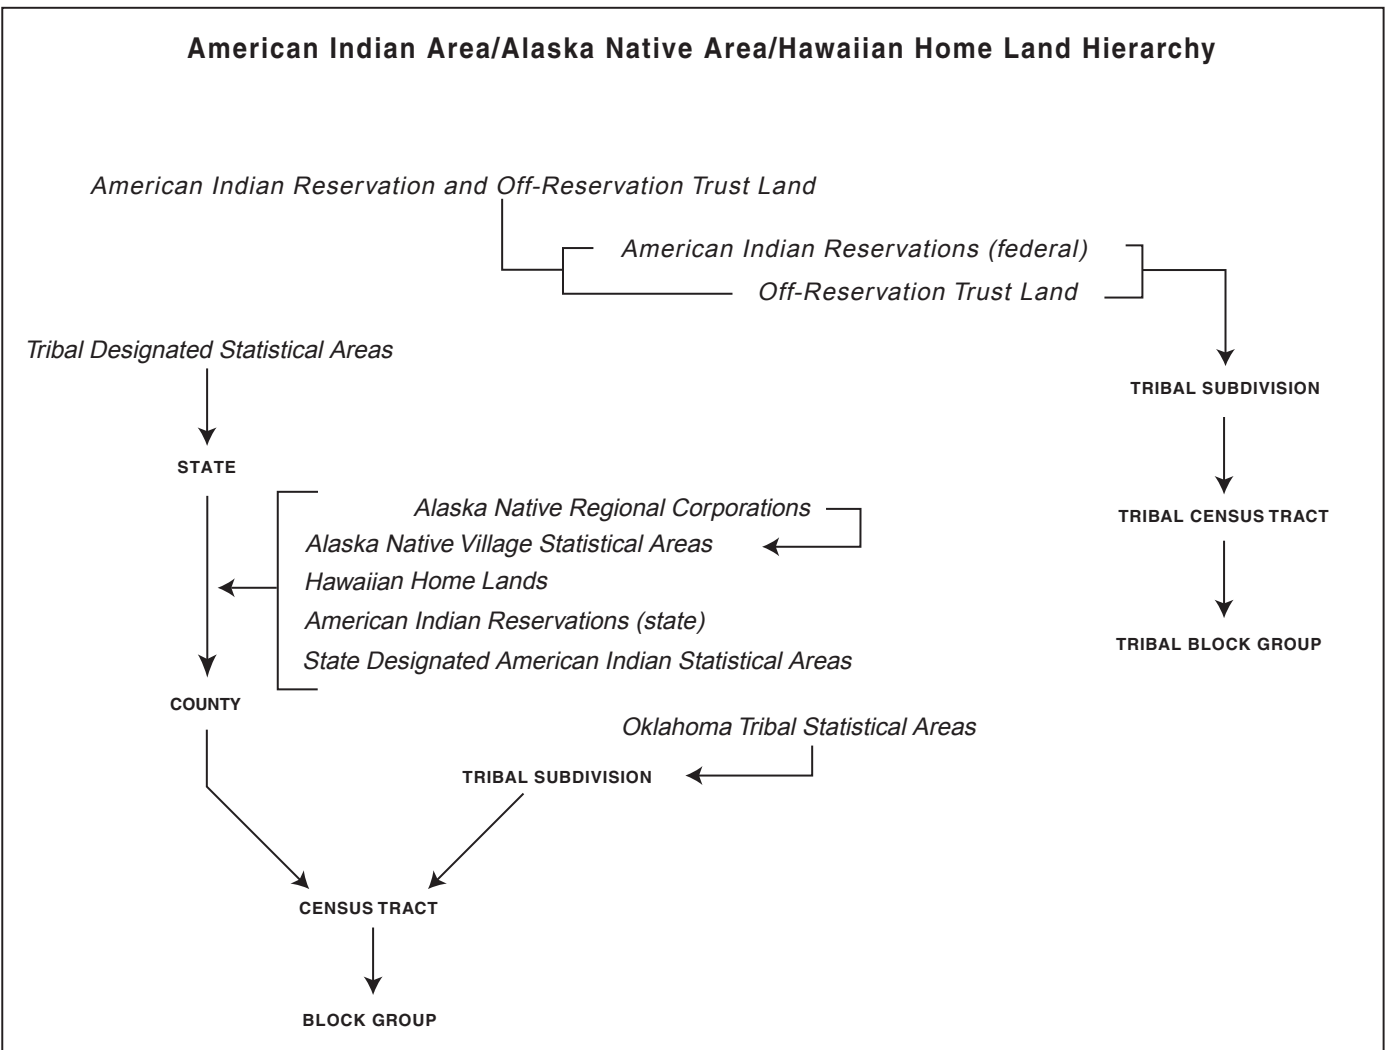 American Indian Area/Alaska Native Area/Hawaiian Home Land Hierarchy
American Indian Reservation and Off-Reservation Trust Land
American Indian Reservations (federal)
Off-Reservation Trust Land
Tribal Designated Statistical Areas
TRIBAL SUBDIVISION
STATE
Alaska Native Regional Corporations
TRIBAL CENSUS TRACT
Alaska Native Village Statistical Areas
Hawaiian Home Lands
American Indian Reservations (state)
TRIBAL BLOCK GROUP
State Designated American Indian Statistical Areas
COUNTY
Oklahoma Tribal Statistical Areas
TRIBAL SUBDIVISION
CENSUS TRACT
BLOCK GROUP